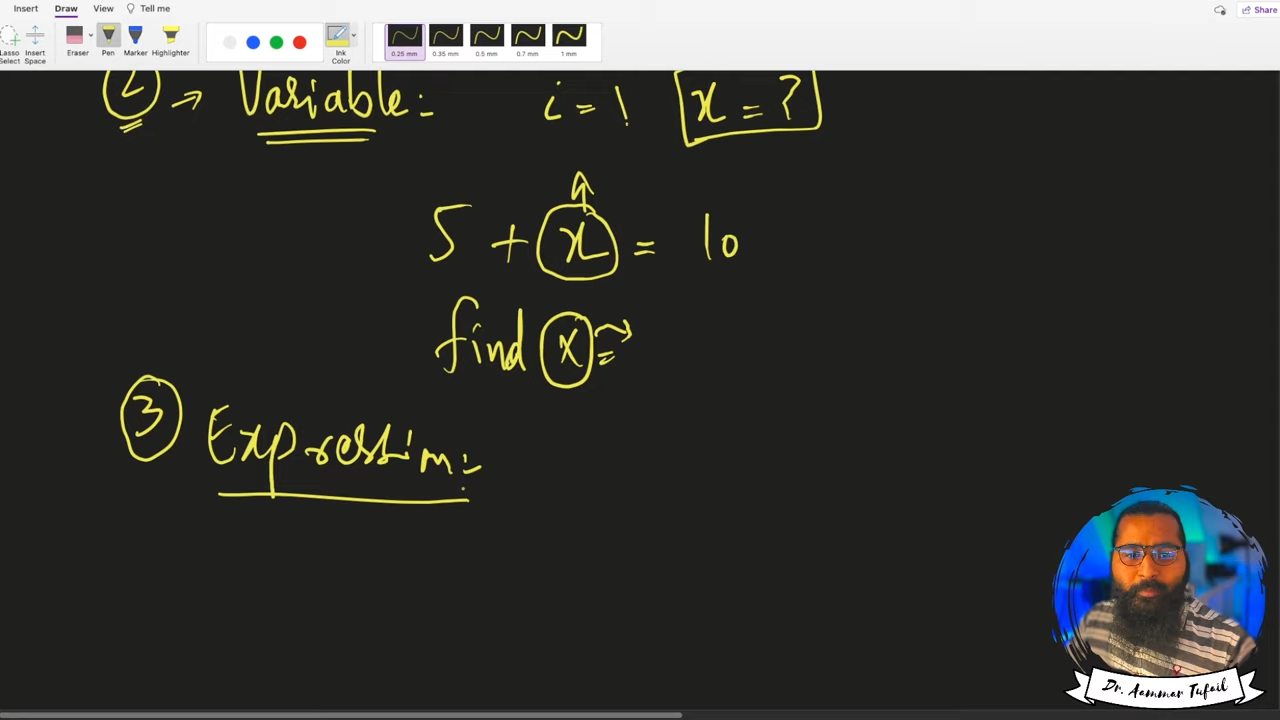 Insert Draw View Tell me Share
Lasso Select Insert Space Eraser Pen Marker Highlighter Ink Color 0.25 mm 0.35 mm 0.5 mm 0.7 mm 1 mm
2 → Variable:- i = 1 x = ?
5 + x = 10
find x =
3 Expression:-
Dr. Aammar Tufail